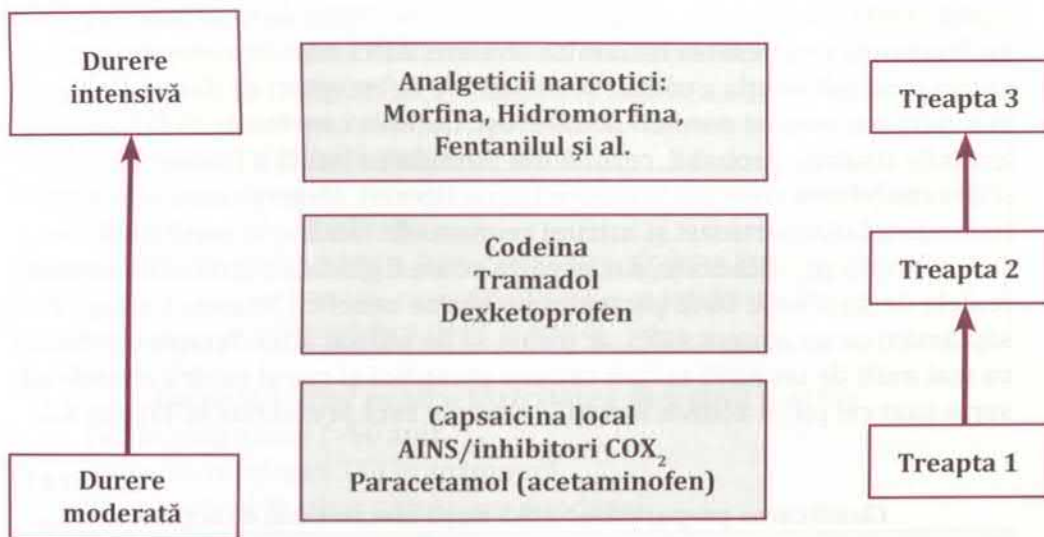 Durere
intensivă
Analgeticii narcotici:
Morfina, Hidromorfina,
Fentanilul și al.
Treapta 3
Codeina
Tramadol
Dexketoprofen
Treapta 2
Capsaicina local
AINS/inhibitori COX₂
Paracetamol (acetaminofen)
Durere
moderată
Treapta 1